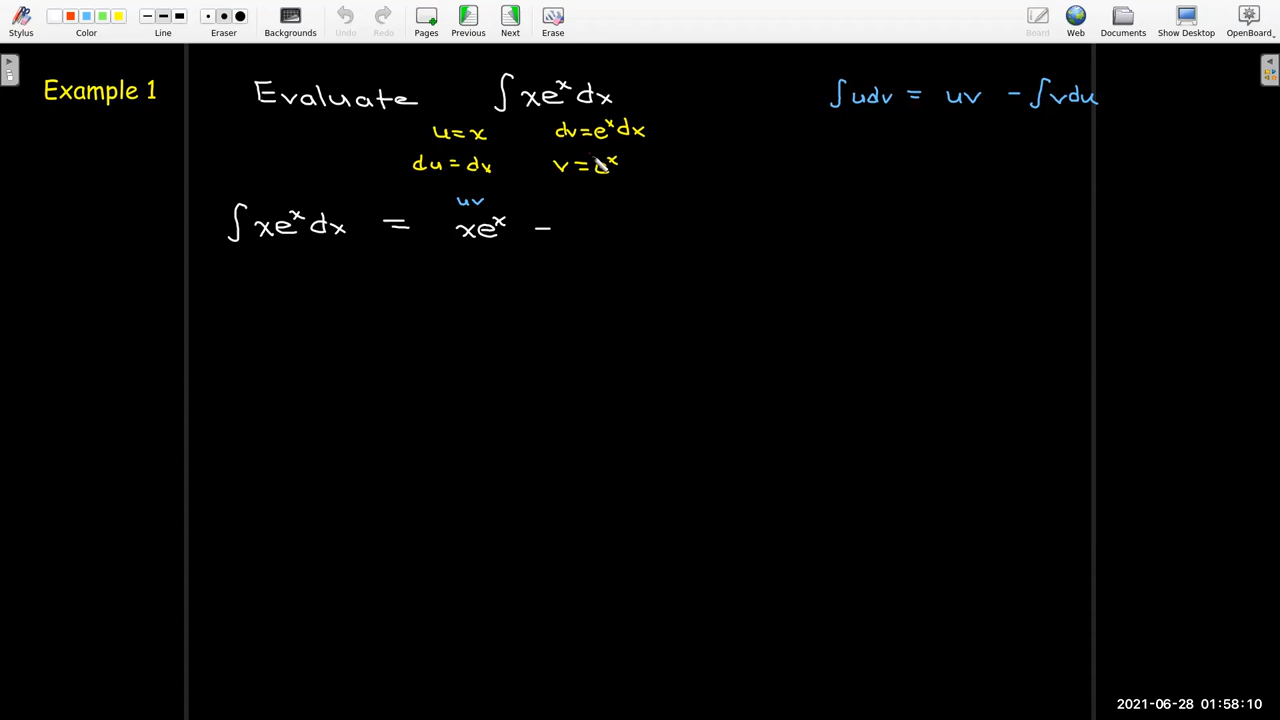 Stylus Color Line Eraser Backgrounds Undo Redo Pages Previous Next Erase Board Web Documents Show Desktop OpenBoard
Example 1 Evaluate ∫xeˣdx ∫udv = uv - ∫vdu
u = x dv = eˣdx
du = dx v = eˣ
uv
∫xeˣdx = xeˣ -
2021-06-28 01:58:10